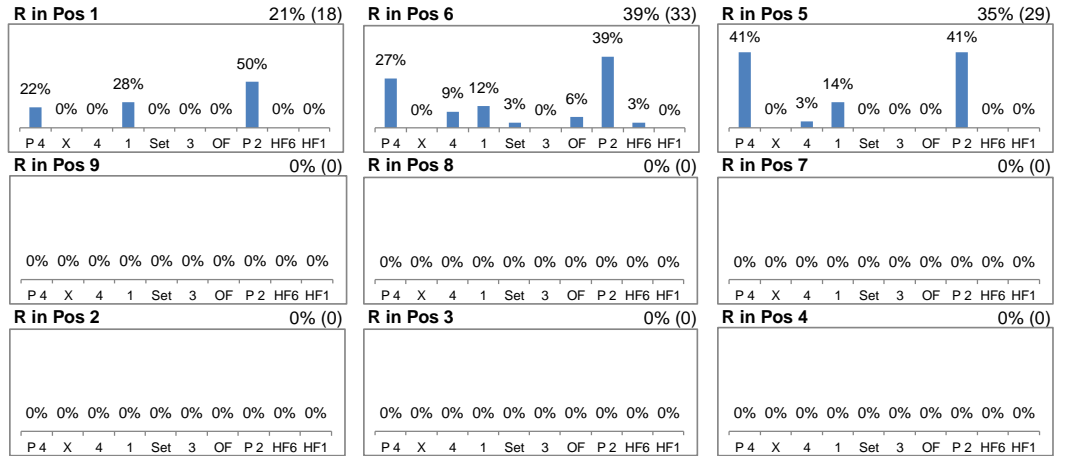 R in Pos 1 21% (18)
22% 0% 0% 28% 0% 0% 0% 50% 0% 0%
P 4 X 4 1 Set 3 OF P 2 HF6 HF1
R in Pos 6 39% (33)
27% 0% 9% 12% 3% 0% 6% 39% 3% 0%
P 4 X 4 1 Set 3 OF P 2 HF6 HF1
R in Pos 5 35% (29)
41% 0% 3% 14% 0% 0% 0% 41% 0% 0%
P 4 X 4 1 Set 3 OF P 2 HF6 HF1
R in Pos 9 0% (0)
0% 0% 0% 0% 0% 0% 0% 0% 0% 0%
P 4 X 4 1 Set 3 OF P 2 HF6 HF1
R in Pos 8 0% (0)
0% 0% 0% 0% 0% 0% 0% 0% 0% 0%
P 4 X 4 1 Set 3 OF P 2 HF6 HF1
R in Pos 7 0% (0)
0% 0% 0% 0% 0% 0% 0% 0% 0% 0%
P 4 X 4 1 Set 3 OF P 2 HF6 HF1
R in Pos 2 0% (0)
0% 0% 0% 0% 0% 0% 0% 0% 0% 0%
P 4 X 4 1 Set 3 OF P 2 HF6 HF1
R in Pos 3 0% (0)
0% 0% 0% 0% 0% 0% 0% 0% 0% 0%
P 4 X 4 1 Set 3 OF P 2 HF6 HF1
R in Pos 4 0% (0)
0% 0% 0% 0% 0% 0% 0% 0% 0% 0%
P 4 X 4 1 Set 3 OF P 2 HF6 HF1